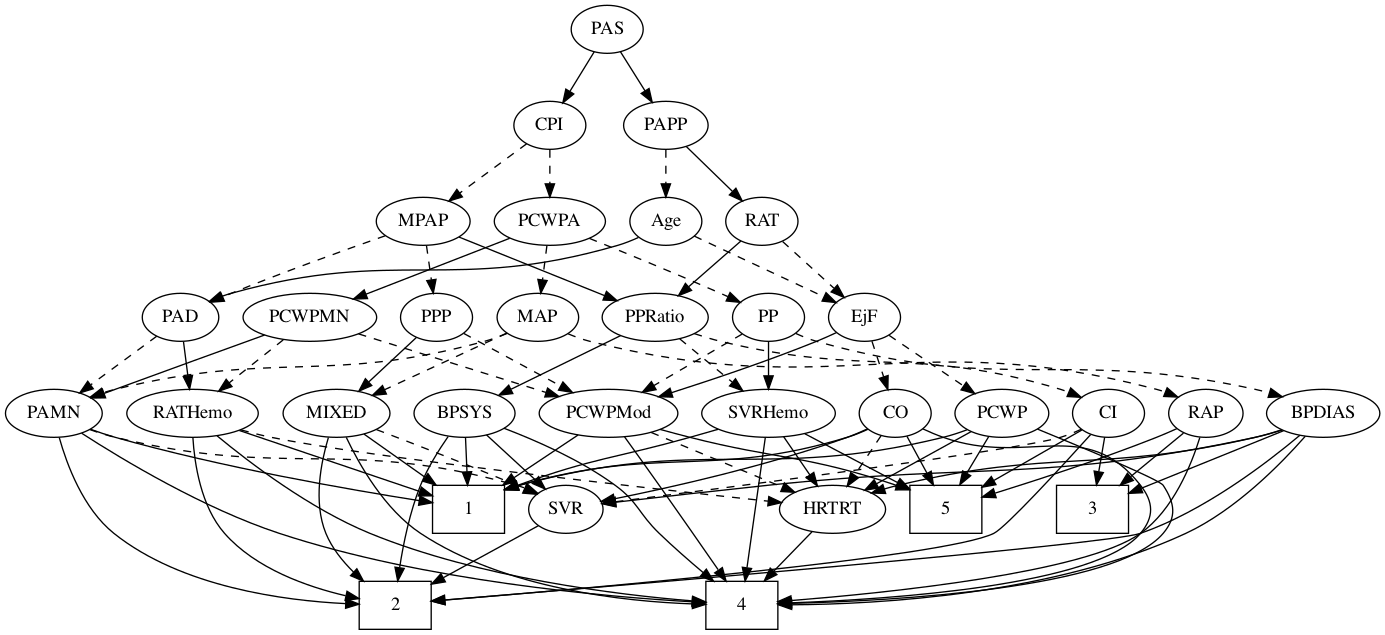 PAS
CPI PAPP
MPAP PCWPA Age RAT
PAD PCWPMN PPP MAP PPRatio PP EjF
PAMN RATHemo MIXED BPSYS PCWPMod SVRHemo CO PCWP CI RAP BPDIAS
1 SVR HRTRT 5 3
2 4